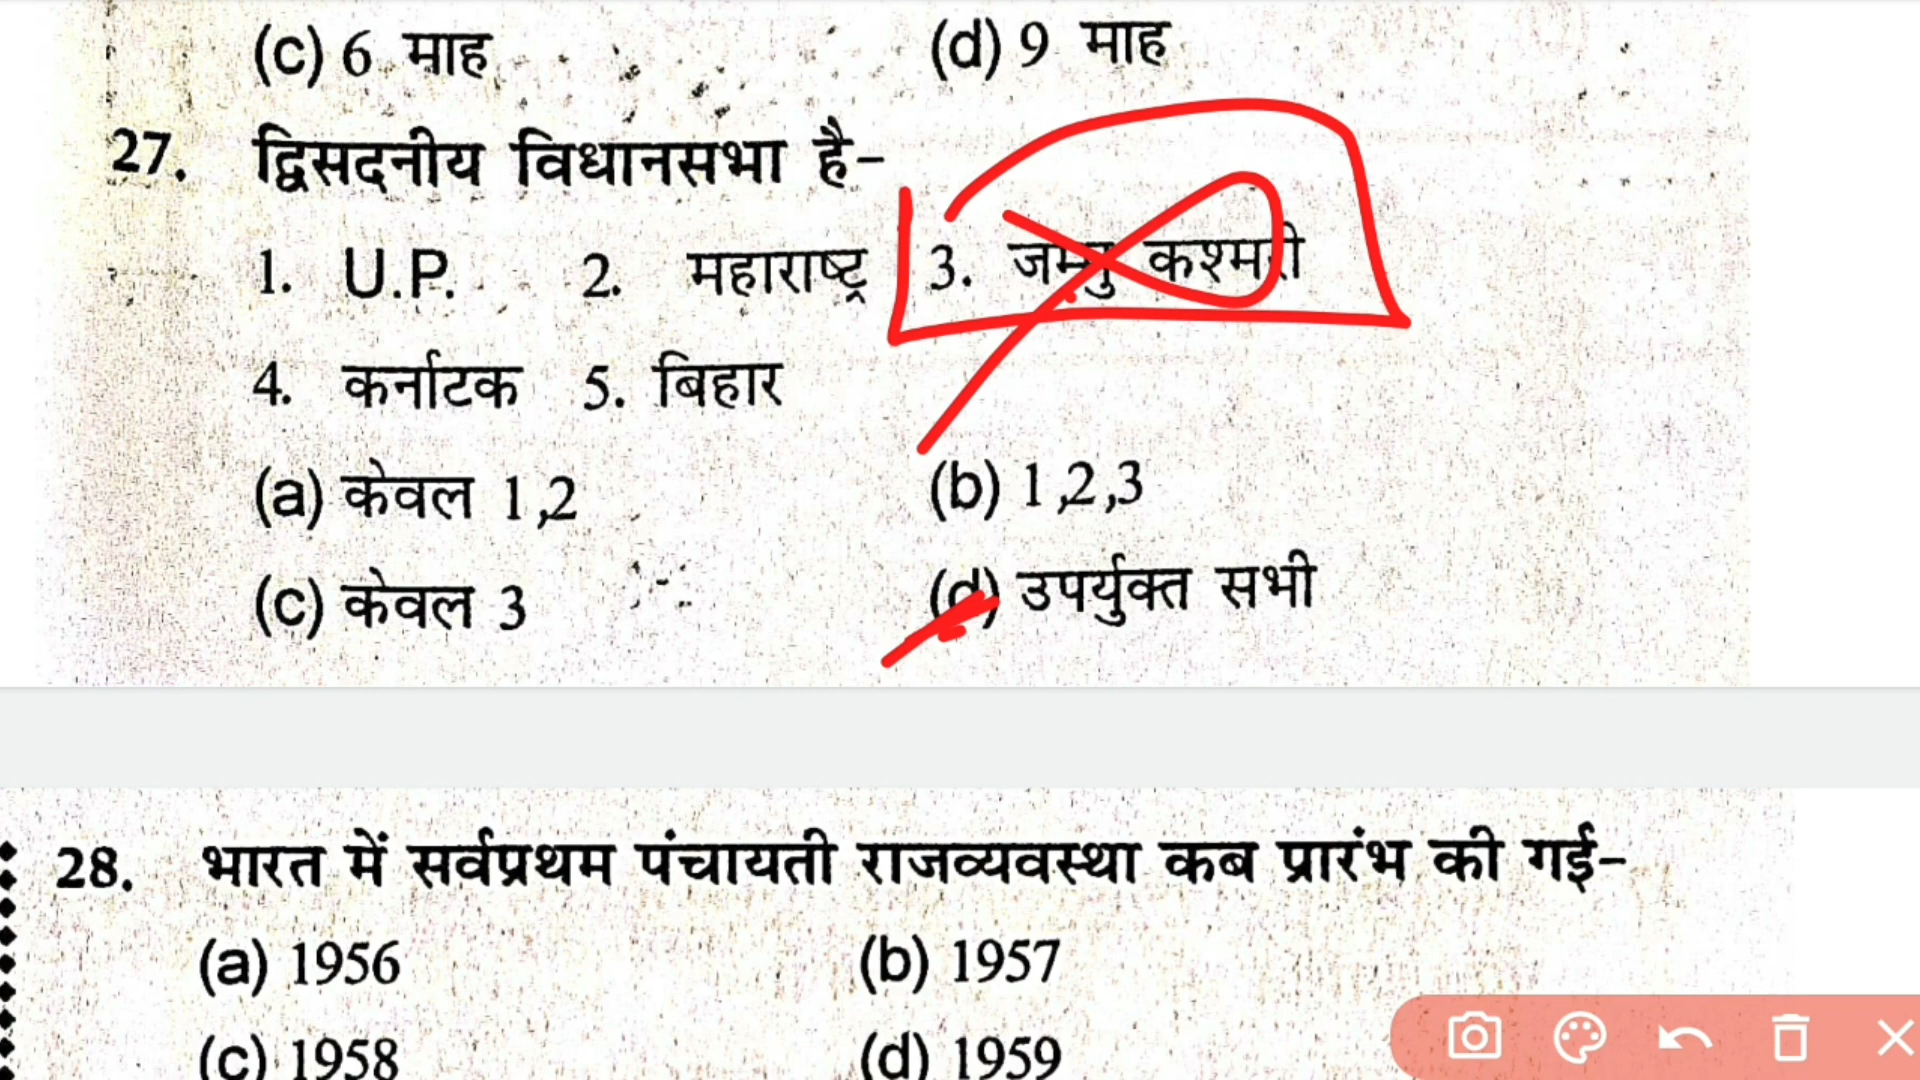 (c) 6 माह (d) 9 माह
27. द्विसदनीय विधानसभा है-
1. U.P. 2. महाराष्ट्र 3. जम्मु कश्मरी
4. कर्नाटक 5. बिहार
(a) केवल 1,2 (b) 1,2,3
(c) केवल 3 (d) उपर्युक्त सभी
28. भारत में सर्वप्रथम पंचायती राजव्यवस्था कब प्रारंभ की गई-
(a) 1956 (b) 1957
(c) 1958 (d) 1959